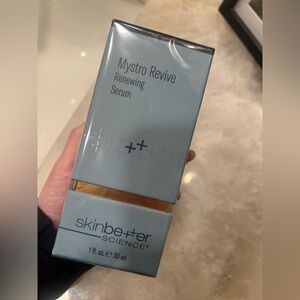 Mystro Revive
Renewing
Serum
skinbetter
SCIENCE®
1 fl. oz. ℮ 30 ml